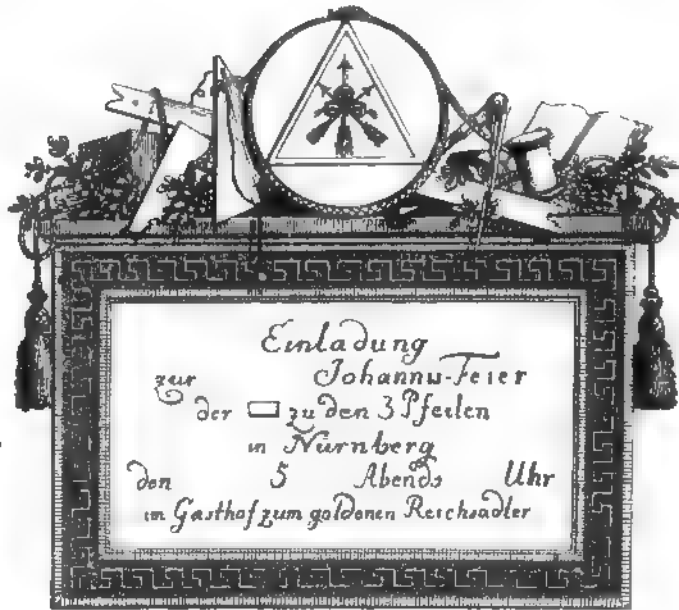 Einladung
zur Johannis-Feier
der ▭ zu den 3 Pfeilen
in Nürnberg
den 5 Abends Uhr
im Gasthof zum goldenen Reichsadler